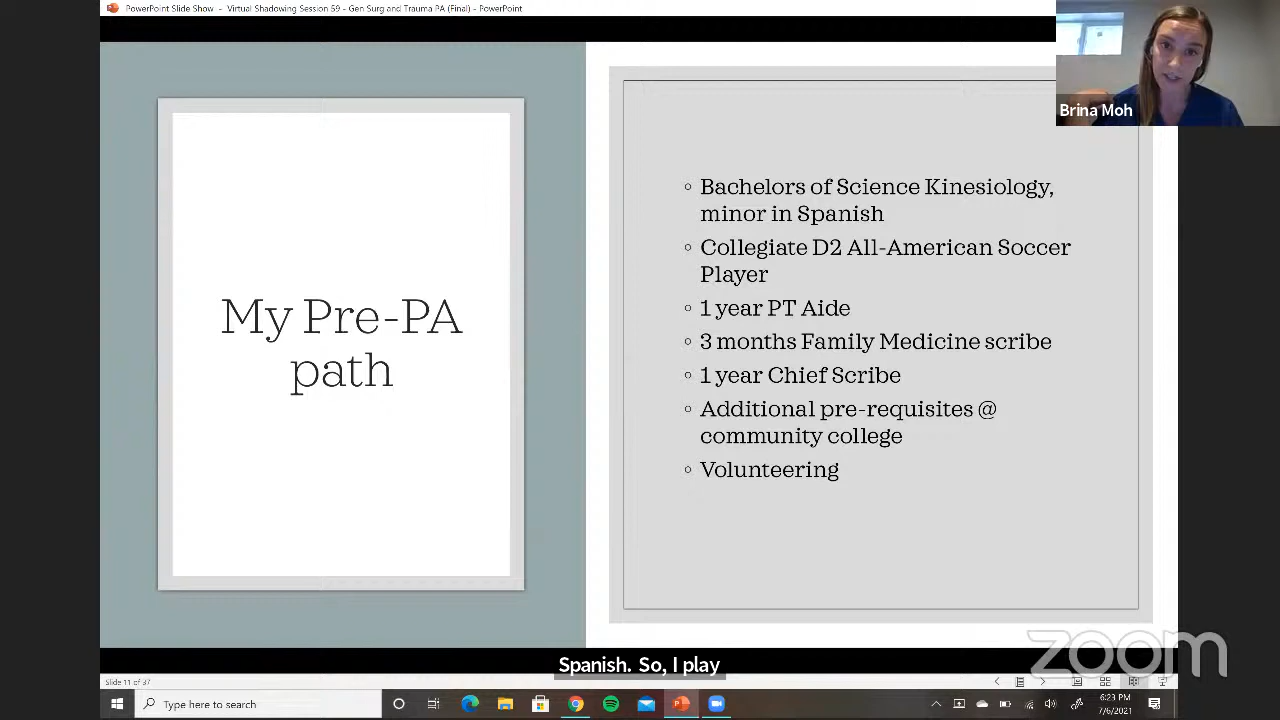 PowerPoint Slide Show - Virtual Shadowing Session 59 - Gen Surg and Trauma PA (Final) - PowerPoint
Brina Moh
My Pre-PA
path
◦ Bachelors of Science Kinesiology,
minor in Spanish
◦ Collegiate D2 All-American Soccer
Player
◦ 1 year PT Aide
◦ 3 months Family Medicine scribe
◦ 1 year Chief Scribe
◦ Additional pre-requisites @
community college
◦ Volunteering
Spanish. So, I play
zoom
Slide 11 of 37
Type here to search
6:23 PM
7/6/2021